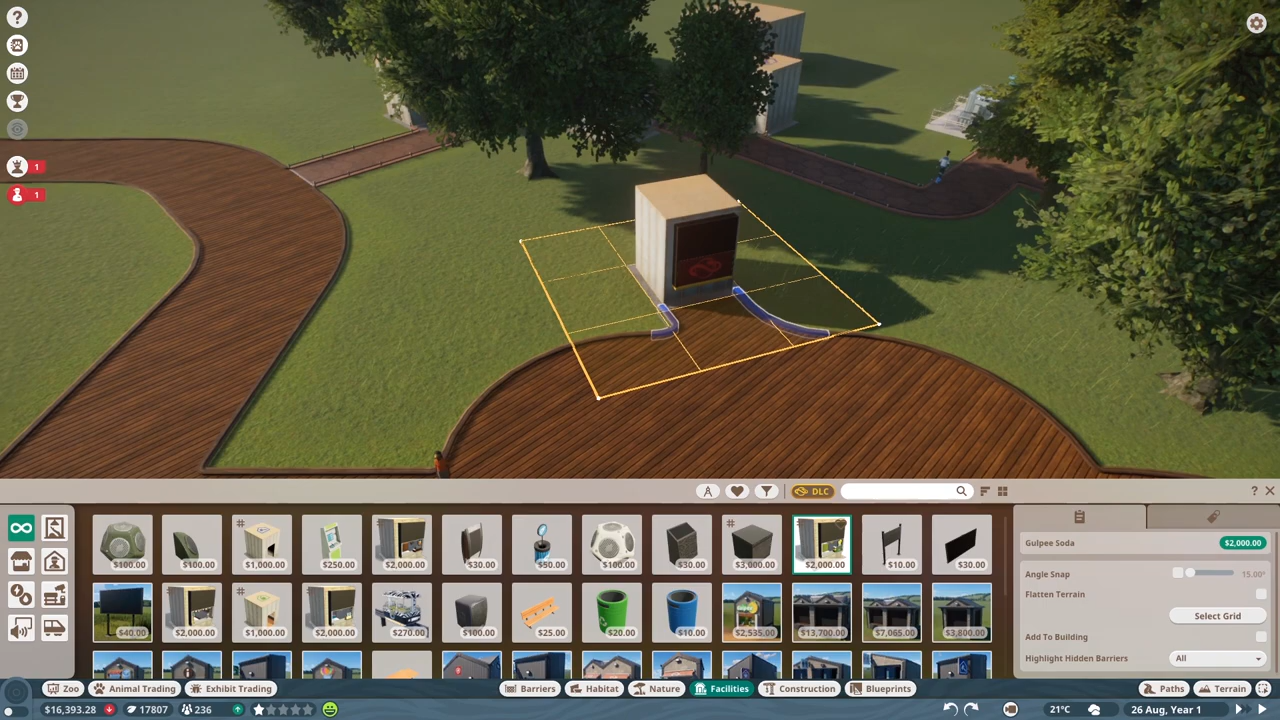 ?
1
1
DLC
? ×
$100.00 $100.00 $1,000.00 $250.00 $2,000.00 $30.00 $50.00 $100.00 $30.00 $3,000.00 $2,000.00 $10.00 $30.00
$40.00 $2,000.00 $1,000.00 $2,000.00 $270.00 $100.00 $25.00 $20.00 $10.00 $2,535.00 $13,700.00 $7,065.00 $3,800.00
Gulpee Soda $2,000.00
Angle Snap 15.00°
Flatten Terrain
Select Grid
Add To Building
Highlight Hidden Barriers All
Zoo Animal Trading Exhibit Trading Barriers Habitat Nature Facilities Construction Blueprints Paths Terrain
$16,393.28 17807 236 21°C 26 Aug, Year 1